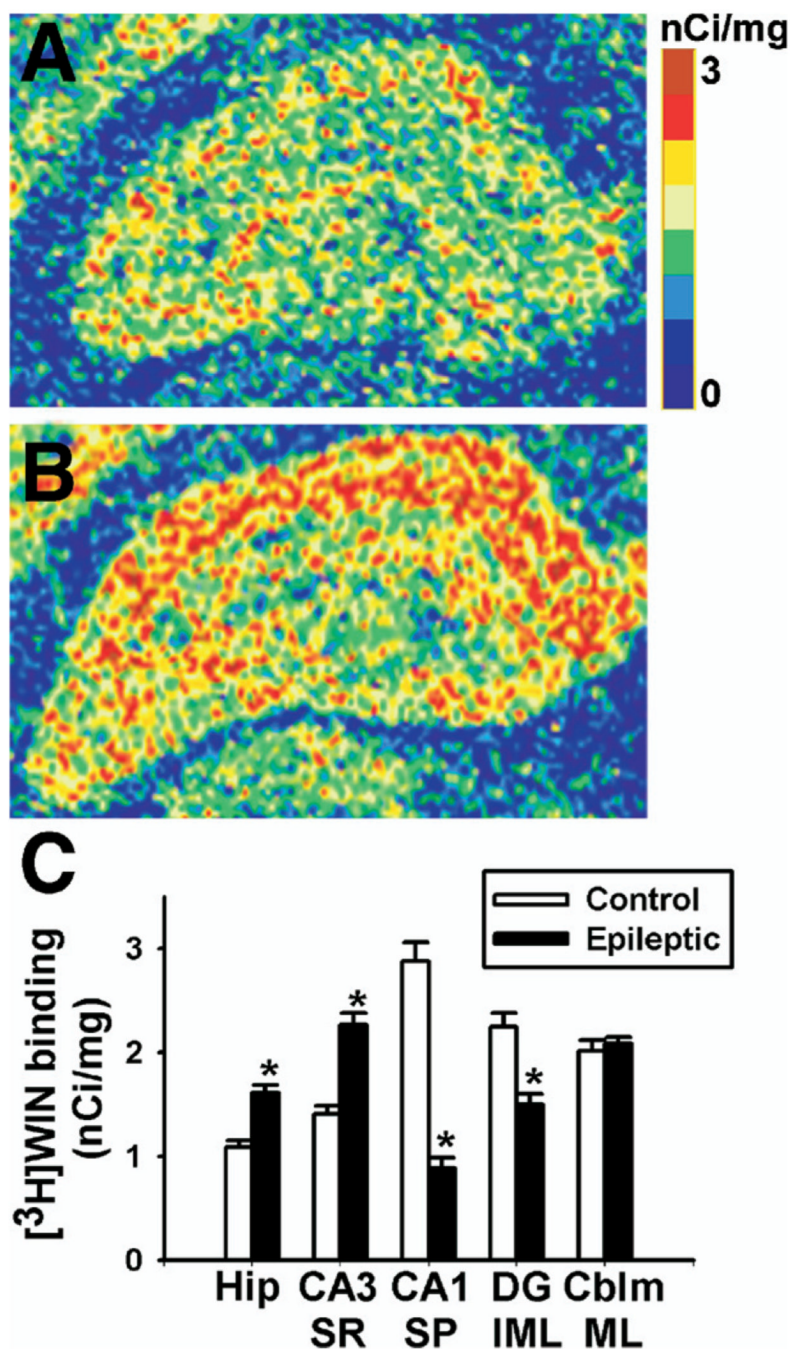 A
nCi/mg
3
0
B
C
[³H]WIN binding
(nCi/mg)
Control
Epileptic
3
2
1
0
*
*
*
*
Hip CA3 CA1 DG Cblm
SR SP IML ML